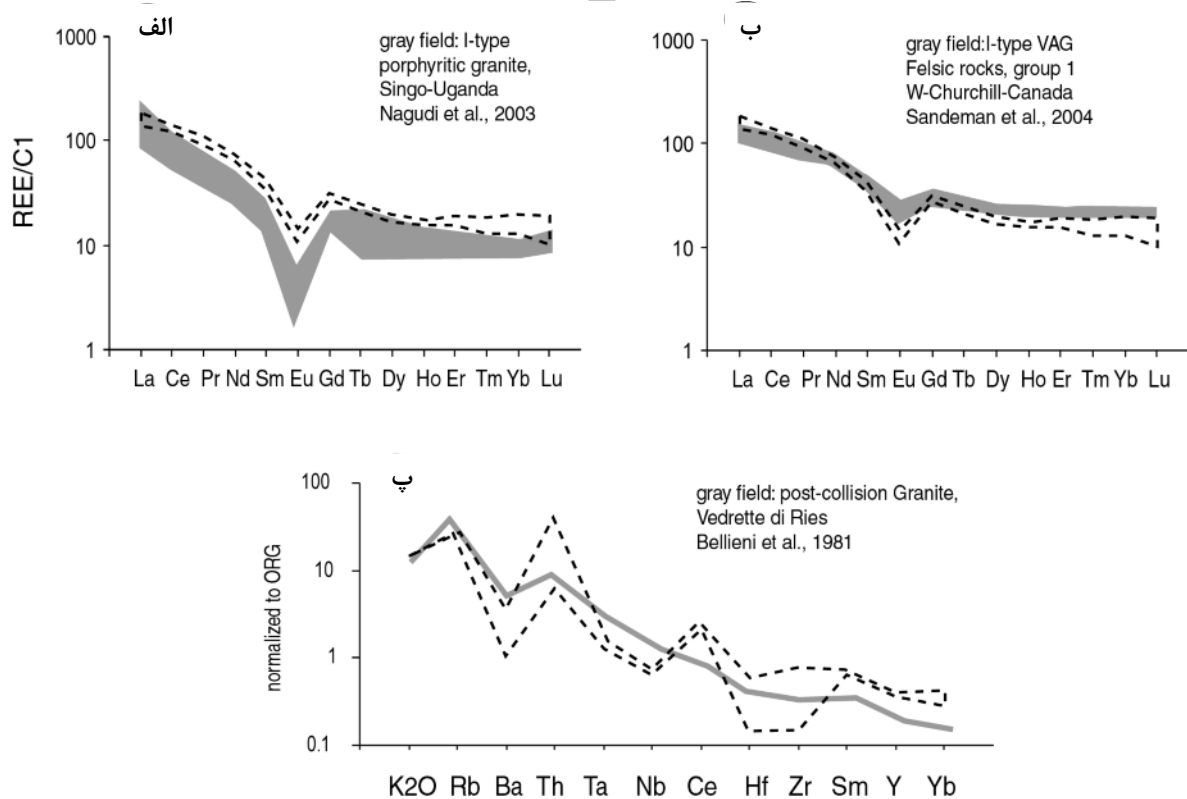 الف
1000
100
10
1
REE/C1
gray field: I-type
porphyritic granite,
Singo-Uganda
Nagudi et al., 2003
La Ce Pr Nd Sm Eu Gd Tb Dy Ho Er Tm Yb Lu
ب
1000
100
10
1
gray field:I-type VAG
Felsic rocks, group 1
W-Churchill-Canada
Sandeman et al., 2004
La Ce Pr Nd Sm Eu Gd Tb Dy Ho Er Tm Yb Lu
پ
100
10
1
0.1
normalized to ORG
gray field: post-collision Granite,
Vedrette di Ries
Bellieni et al., 1981
K2O Rb Ba Th Ta Nb Ce Hf Zr Sm Y Yb